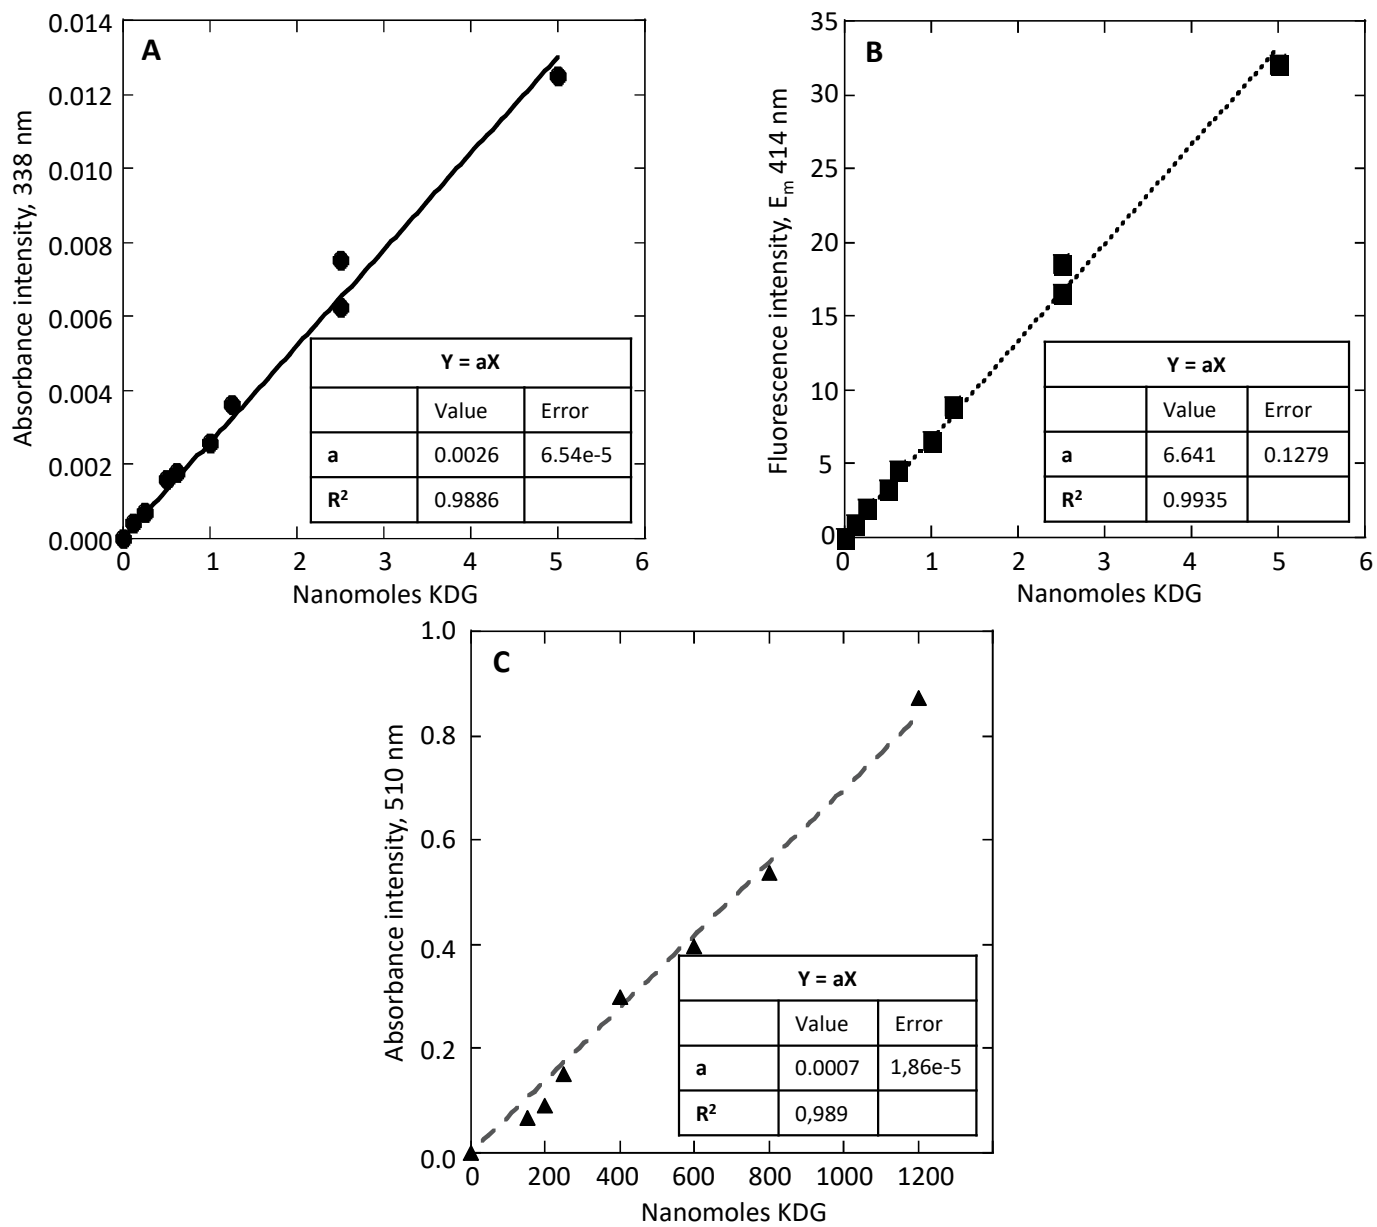 A
Absorbance intensity, 338 nm
0.014
0.012
0.010
0.008
0.006
0.004
0.002
0.000
0 1 2 3 4 5 6
Nanomoles KDG
Y = aX
Value Error
a 0.0026 6.54e-5
R² 0.9886
B
Fluorescence intensity, Eₘ 414 nm
35
30
25
20
15
10
5
0
0 1 2 3 4 5 6
Nanomoles KDG
Y = aX
Value Error
a 6.641 0.1279
R² 0.9935
C
Absorbance intensity, 510 nm
1.0
0.8
0.6
0.4
0.2
0.0
0 200 400 600 800 1000 1200
Nanomoles KDG
Y = aX
Value Error
a 0.0007 1,86e-5
R² 0,989